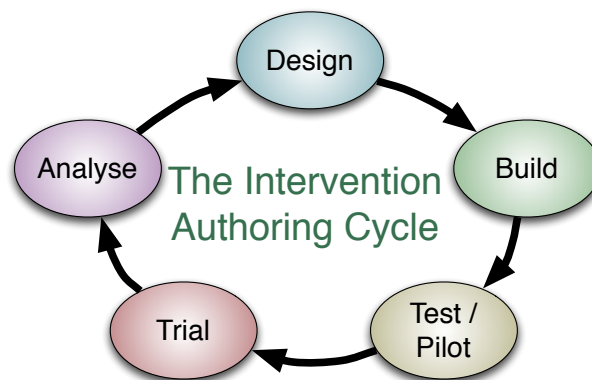 Design
Analyse
Build
The Intervention
Authoring Cycle
Trial
Test /
Pilot